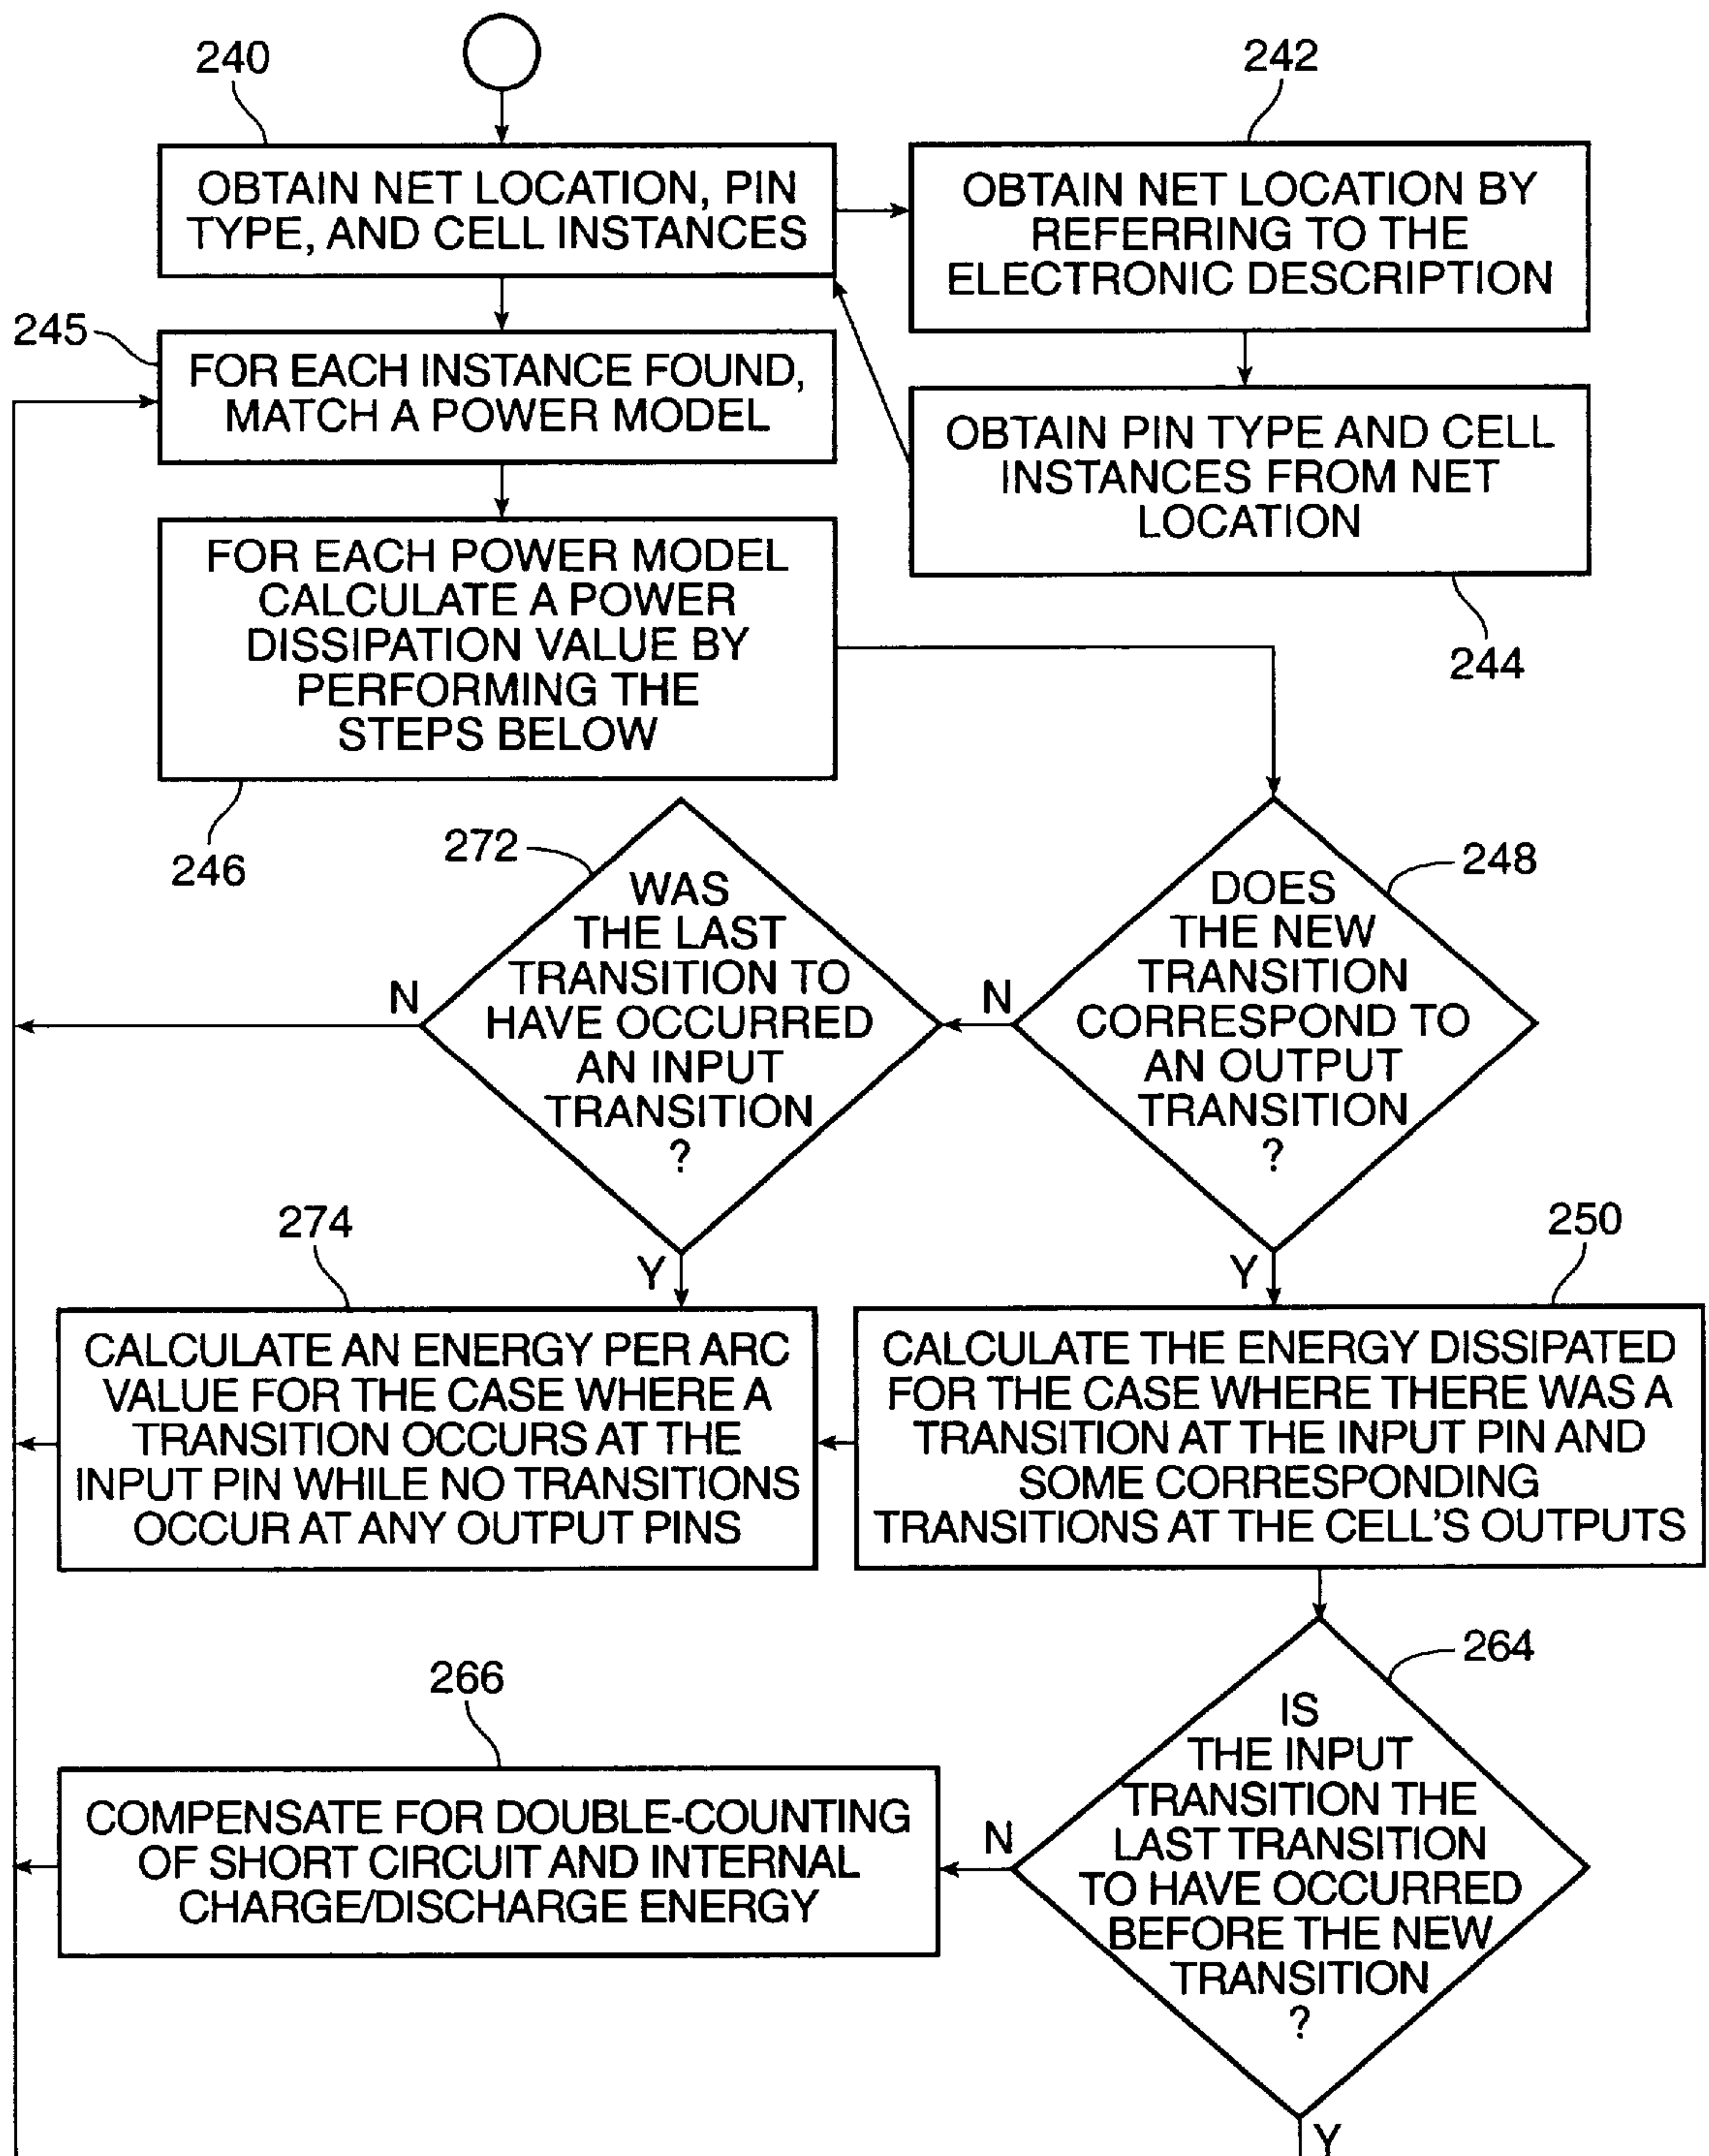 240
242
OBTAIN NET LOCATION, PIN
TYPE, AND CELL INSTANCES
OBTAIN NET LOCATION BY
REFERRING TO THE
ELECTRONIC DESCRIPTION
245
FOR EACH INSTANCE FOUND,
MATCH A POWER MODEL
OBTAIN PIN TYPE AND CELL
INSTANCES FROM NET
LOCATION
244
FOR EACH POWER MODEL
CALCULATE A POWER
DISSIPATION VALUE BY
PERFORMING THE
STEPS BELOW
246
272
WAS
THE LAST
TRANSITION TO
HAVE OCCURRED
AN INPUT
TRANSITION
?
N
Y
248
DOES
THE NEW
TRANSITION
CORRESPOND TO
AN OUTPUT
TRANSITION
?
N
Y
274
CALCULATE AN ENERGY PER ARC
VALUE FOR THE CASE WHERE A
TRANSITION OCCURS AT THE
INPUT PIN WHILE NO TRANSITIONS
OCCUR AT ANY OUTPUT PINS
250
CALCULATE THE ENERGY DISSIPATED
FOR THE CASE WHERE THERE WAS A
TRANSITION AT THE INPUT PIN AND
SOME CORRESPONDING
TRANSITIONS AT THE CELL'S OUTPUTS
266
COMPENSATE FOR DOUBLE-COUNTING
OF SHORT CIRCUIT AND INTERNAL
CHARGE/DISCHARGE ENERGY
264
IS
THE INPUT
TRANSITION THE
LAST TRANSITION
TO HAVE OCCURRED
BEFORE THE NEW
TRANSITION
?
N
Y